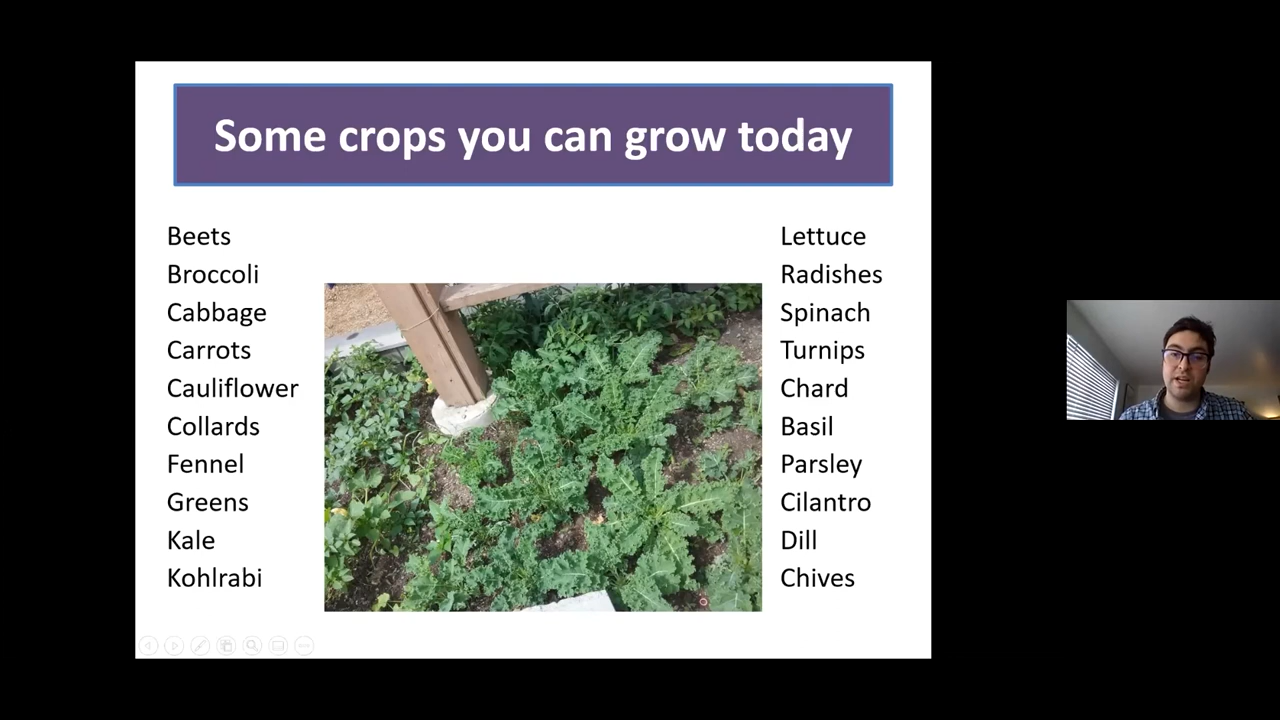 Some crops you can grow today
Beets
Broccoli
Cabbage
Carrots
Cauliflower
Collards
Fennel
Greens
Kale
Kohlrabi
Lettuce
Radishes
Spinach
Turnips
Chard
Basil
Parsley
Cilantro
Dill
Chives